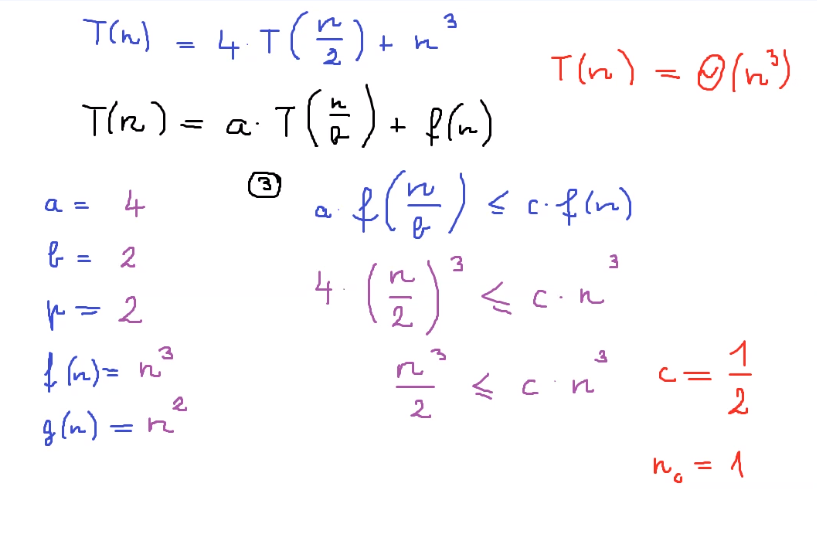 T(n) = 4 · T(n/2) + n³
T(n) = Θ(n³)
T(n) = a · T(n/b) + f(n)
③ a · f(n/b) ≤ c · f(n)
a = 4
b = 2
p = 2
f(n) = n³
g(n) = n²
4 · (n/2)³ ≤ c · n³
n³/2 ≤ c · n³
c = 1/2
n₀ = 1